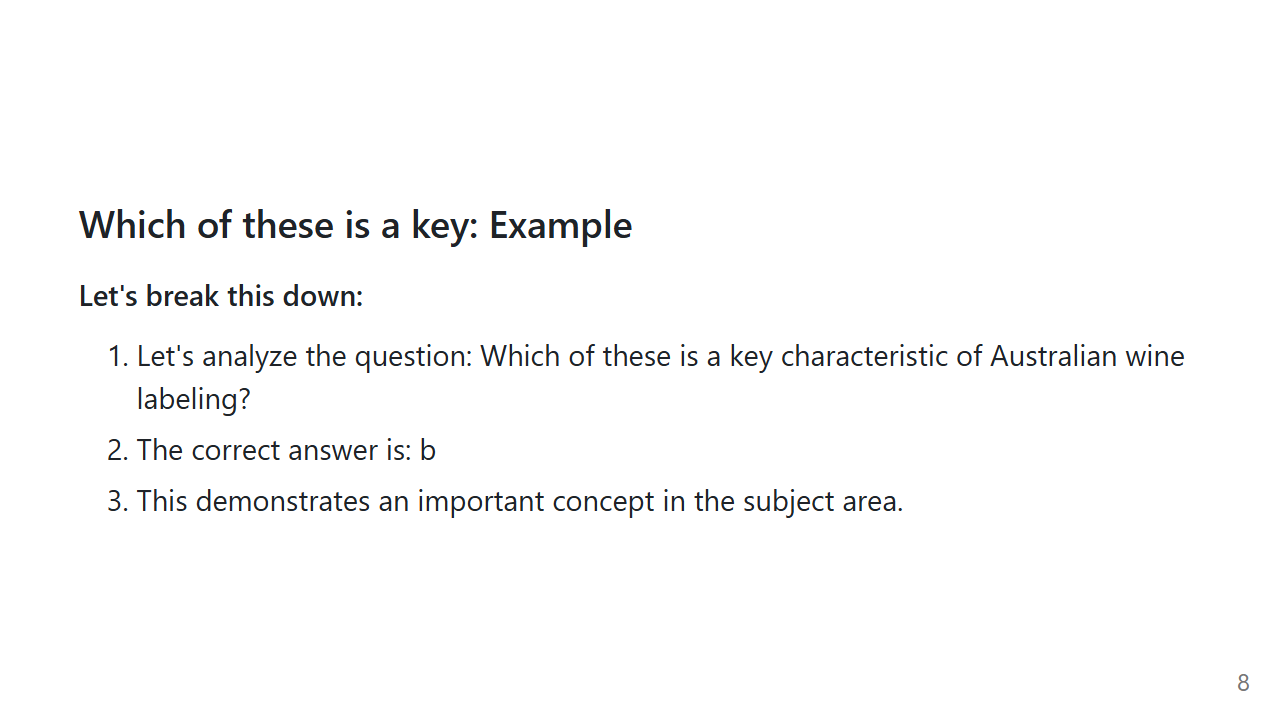 Which of these is a key: Example
Let's break this down:
1. Let's analyze the question: Which of these is a key characteristic of Australian wine
labeling?
2. The correct answer is: b
3. This demonstrates an important concept in the subject area.
8